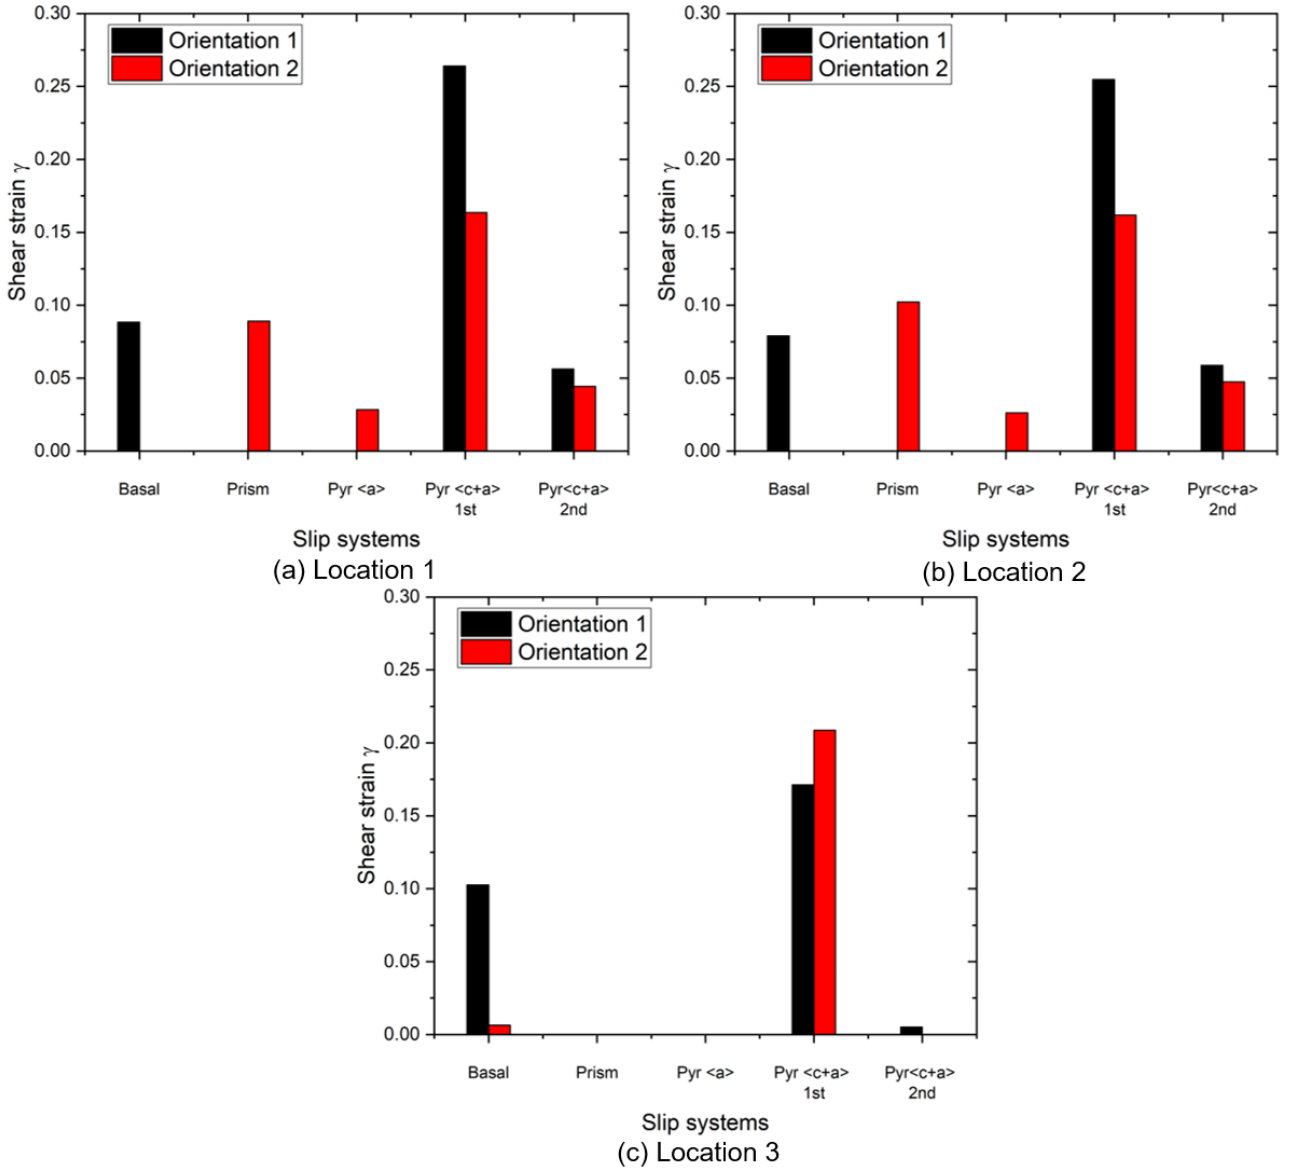 0.30
0.25
0.20
0.15
0.10
0.05
0.00
Shear strain γ
Orientation 1
Orientation 2
Basal
Prism
Pyr <a>
Pyr <c+a>
1st
Pyr<c+a>
2nd
Slip systems
(a) Location 1
0.30
0.25
0.20
0.15
0.10
0.05
0.00
Shear strain γ
Orientation 1
Orientation 2
Basal
Prism
Pyr <a>
Pyr <c+a>
1st
Pyr<c+a>
2nd
Slip systems
(b) Location 2
0.30
0.25
0.20
0.15
0.10
0.05
0.00
Shear strain γ
Orientation 1
Orientation 2
Basal
Prism
Pyr <a>
Pyr <c+a>
1st
Pyr<c+a>
2nd
Slip systems
(c) Location 3